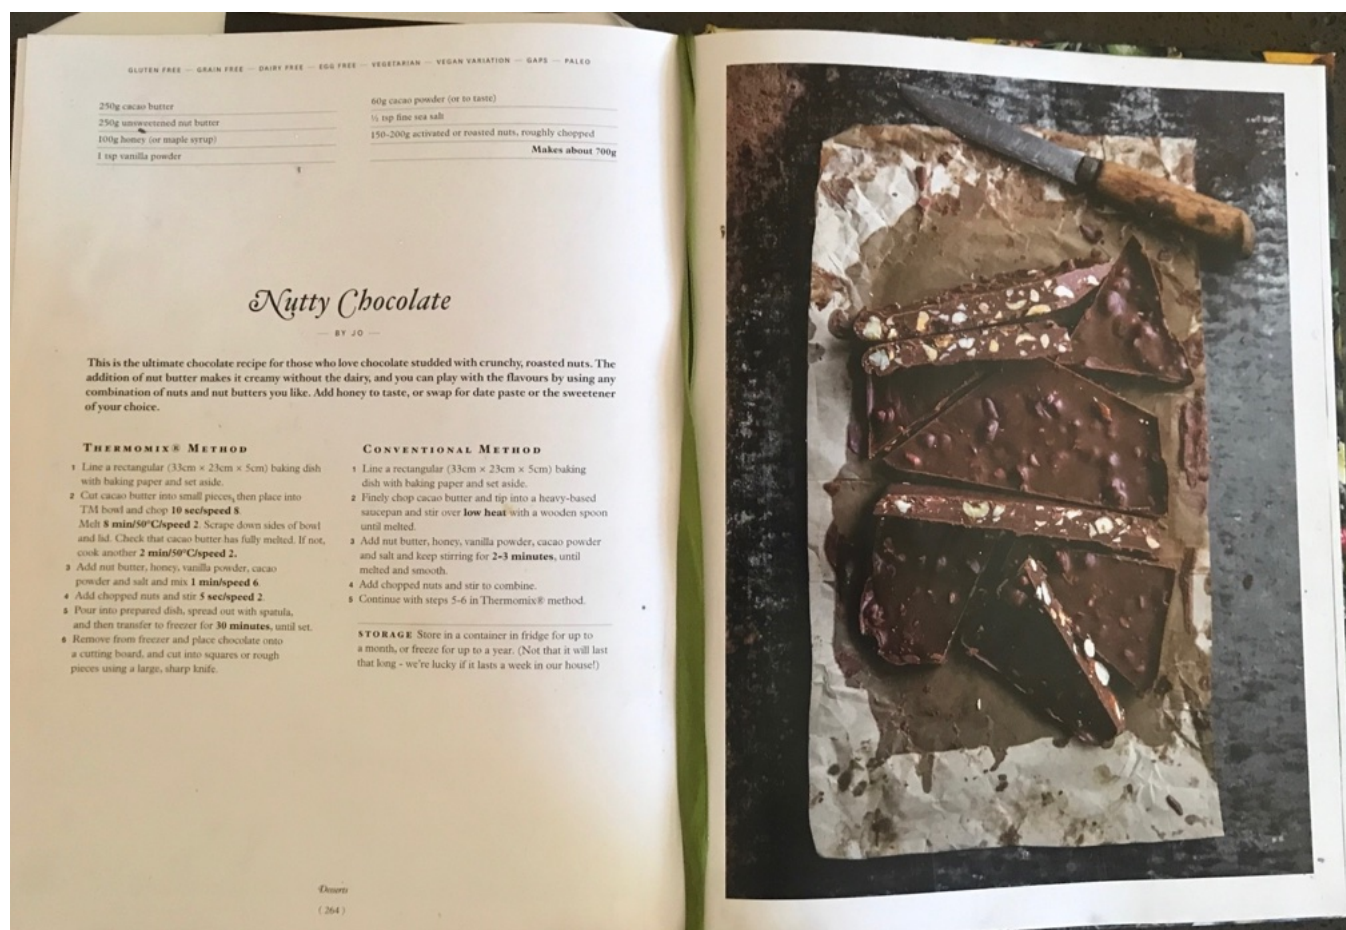 GLUTEN FREE — GRAIN FREE — DAIRY FREE — EGG FREE — VEGETARIAN — VEGAN VARIATION — GAPS — PALEO
250g cacao butter
250g unsweetened nut butter
100g honey (or maple syrup)
1 tsp vanilla powder
60g cacao powder (or to taste)
½ tsp fine sea salt
150-200g activated or roasted nuts, roughly chopped
Makes about 700g
Nutty Chocolate
— BY JO —
This is the ultimate chocolate recipe for those who love chocolate studded with crunchy, roasted nuts. The
addition of nut butter makes it creamy without the dairy, and you can play with the flavours by using any
combination of nuts and nut butters you like. Add honey to taste, or swap for date paste or the sweetener
of your choice.
THERMOMIX® METHOD
1 Line a rectangular (33cm × 23cm × 5cm) baking dish
with baking paper and set aside.
2 Cut cacao butter into small pieces, then place into
TM bowl and chop 10 sec/speed 8.
Melt 8 min/50°C/speed 2. Scrape down sides of bowl
and lid. Check that cacao butter has fully melted. If not,
cook another 2 min/50°C/speed 2.
3 Add nut butter, honey, vanilla powder, cacao
powder and salt and mix 1 min/speed 6.
4 Add chopped nuts and stir 5 sec/speed 2.
5 Pour into prepared dish, spread out with spatula,
and then transfer to freezer for 30 minutes, until set.
6 Remove from freezer and place chocolate onto
a cutting board, and cut into squares or rough
pieces using a large, sharp knife.
CONVENTIONAL METHOD
1 Line a rectangular (33cm × 23cm × 5cm) baking
dish with baking paper and set aside.
2 Finely chop cacao butter and tip into a heavy-based
saucepan and stir over low heat with a wooden spoon
until melted.
3 Add nut butter, honey, vanilla powder, cacao powder
and salt and keep stirring for 2-3 minutes, until
melted and smooth.
4 Add chopped nuts and stir to combine.
5 Continue with steps 5-6 in Thermomix® method.
STORAGE Store in a container in fridge for up to
a month, or freeze for up to a year. (Not that it will last
that long - we're lucky if it lasts a week in our house!)
Desserts
( 264 )